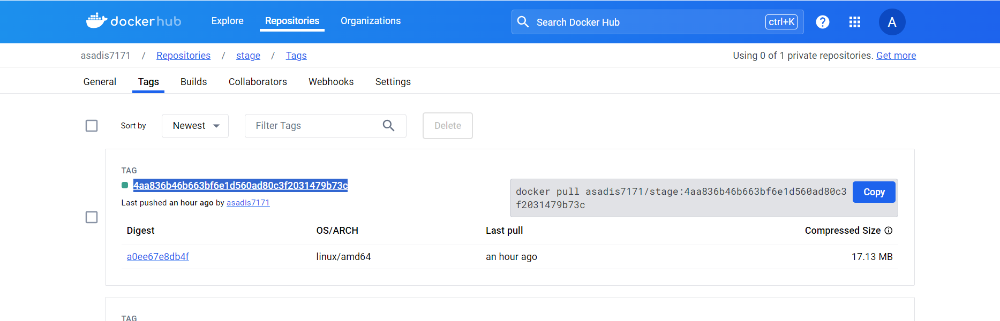 docker hub
Explore
Repositories
Organizations
Search Docker Hub
ctrl+K
?
A
asadis7171 / Repositories / stage / Tags
Using 0 of 1 private repositories. Get more
General
Tags
Builds
Collaborators
Webhooks
Settings
Sort by
Newest
Filter Tags
Delete
TAG
4aa836b46b663bf6e1d560ad80c3f2031479b73c
Last pushed an hour ago by asadis7171
docker pull asadis7171/stage:4aa836b46b663bf6e1d560ad80c3
f2031479b73c
Copy
Digest
OS/ARCH
Last pull
Compressed Size
a0ee67e8db4f
linux/amd64
an hour ago
17.13 MB
TAG